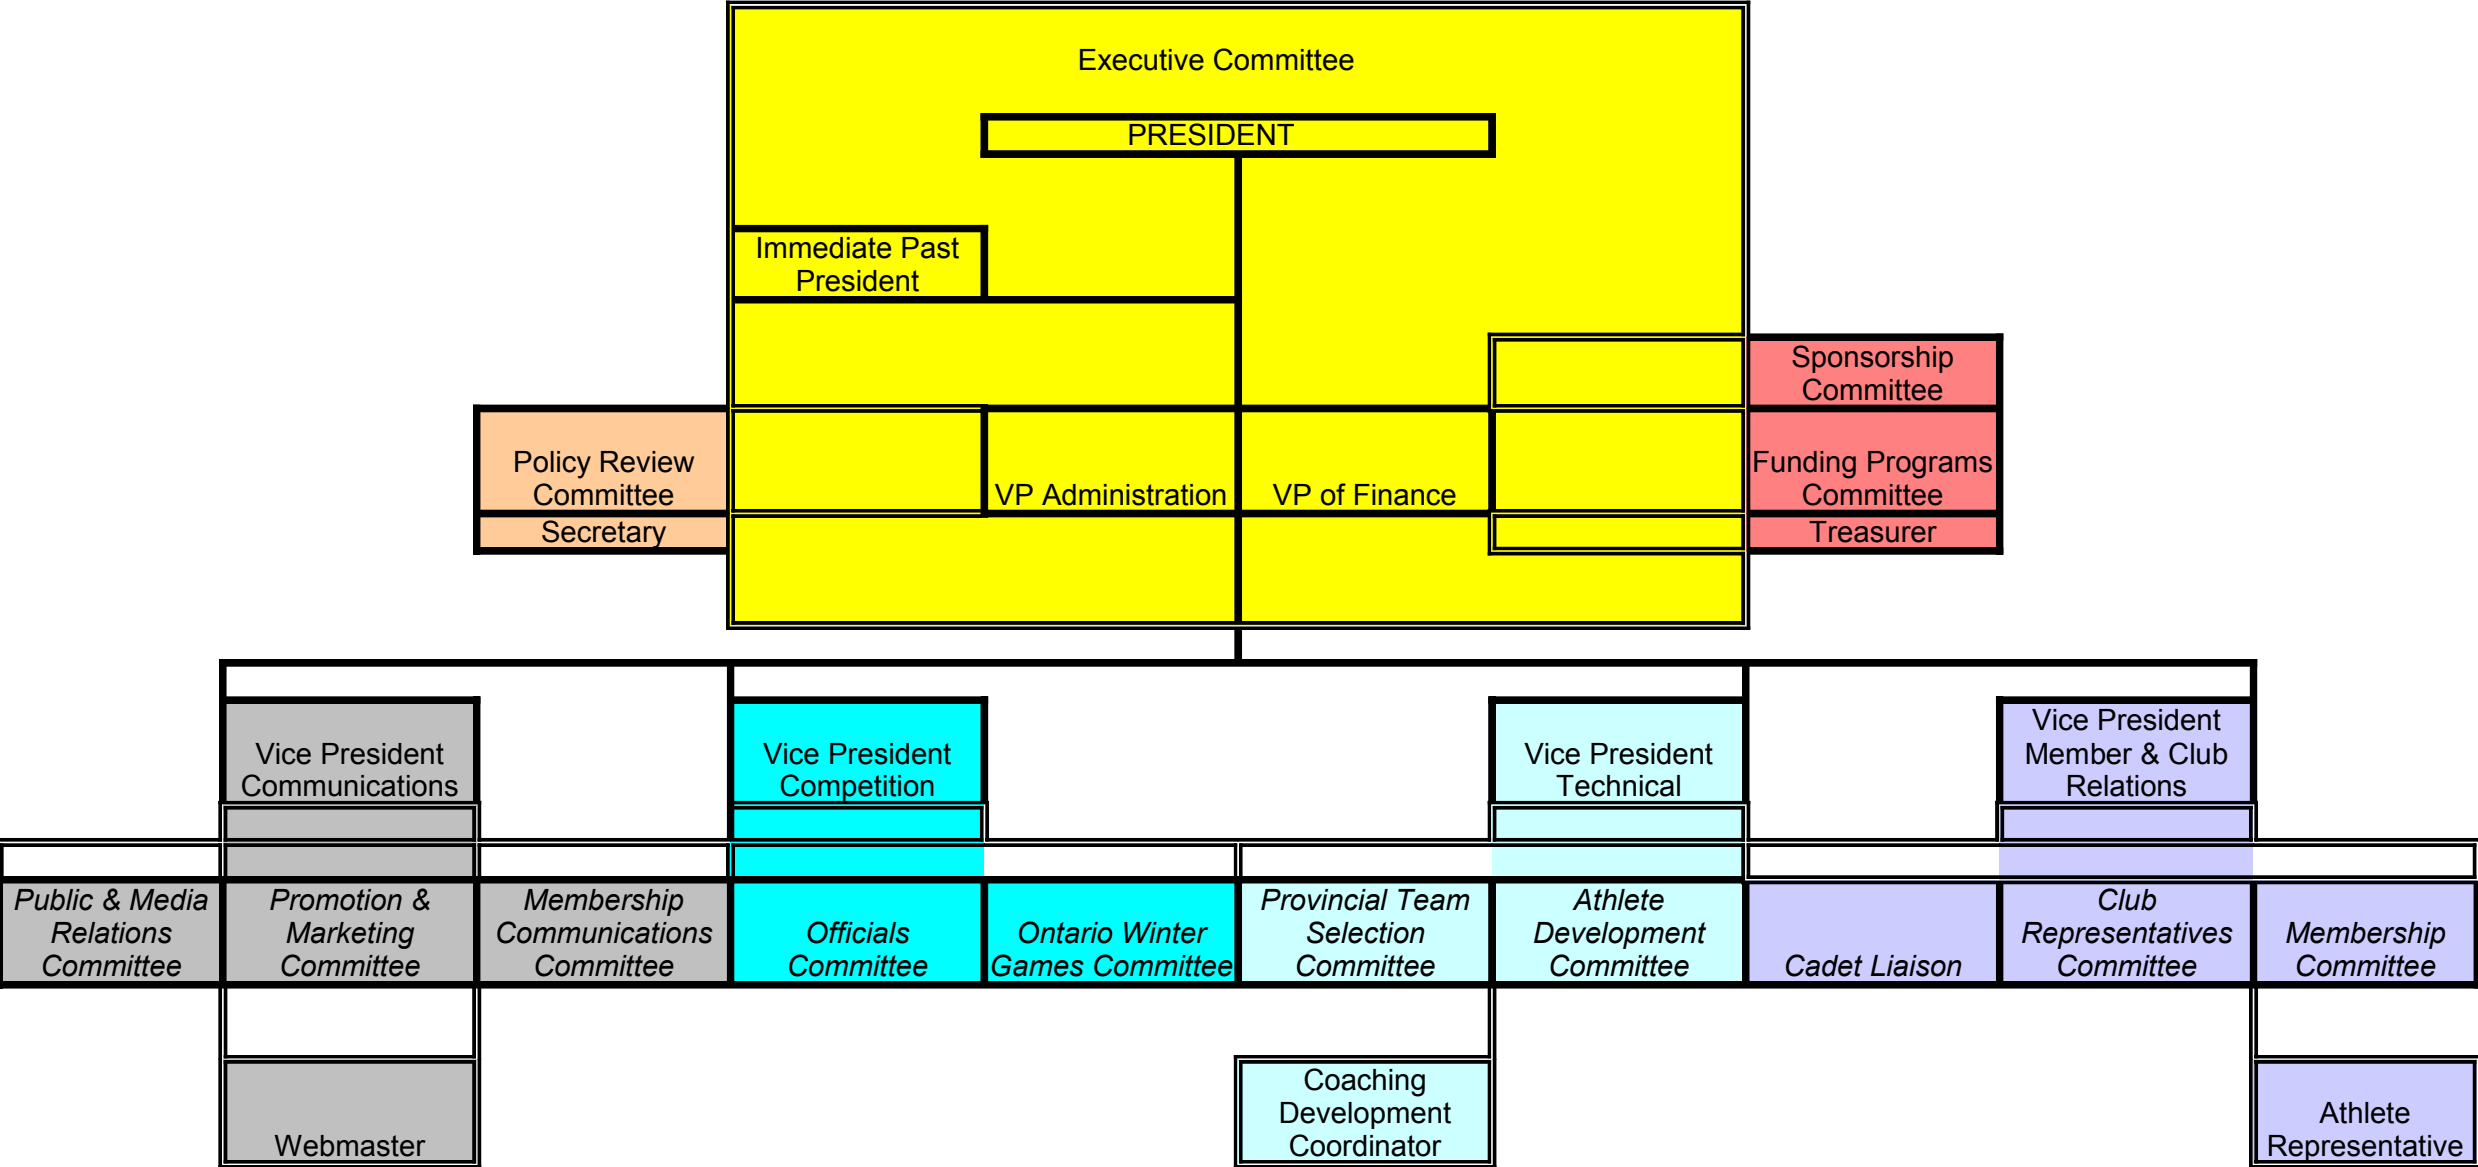 Executive Committee
PRESIDENT
Immediate Past
President
Sponsorship
Committee
Policy Review
Committee
VP Administration
VP of Finance
Funding Programs
Committee
Secretary
Treasurer
Vice President
Communications
Vice President
Competition
Vice President
Technical
Vice President
Member & Club
Relations
Public & Media
Relations
Committee
Promotion &
Marketing
Committee
Membership
Communications
Committee
Officials
Committee
Ontario Winter
Games Committee
Provincial Team
Selection
Committee
Athlete
Development
Committee
Cadet Liaison
Club
Representatives
Committee
Membership
Committee
Webmaster
Coaching
Development
Coordinator
Athlete
Representative